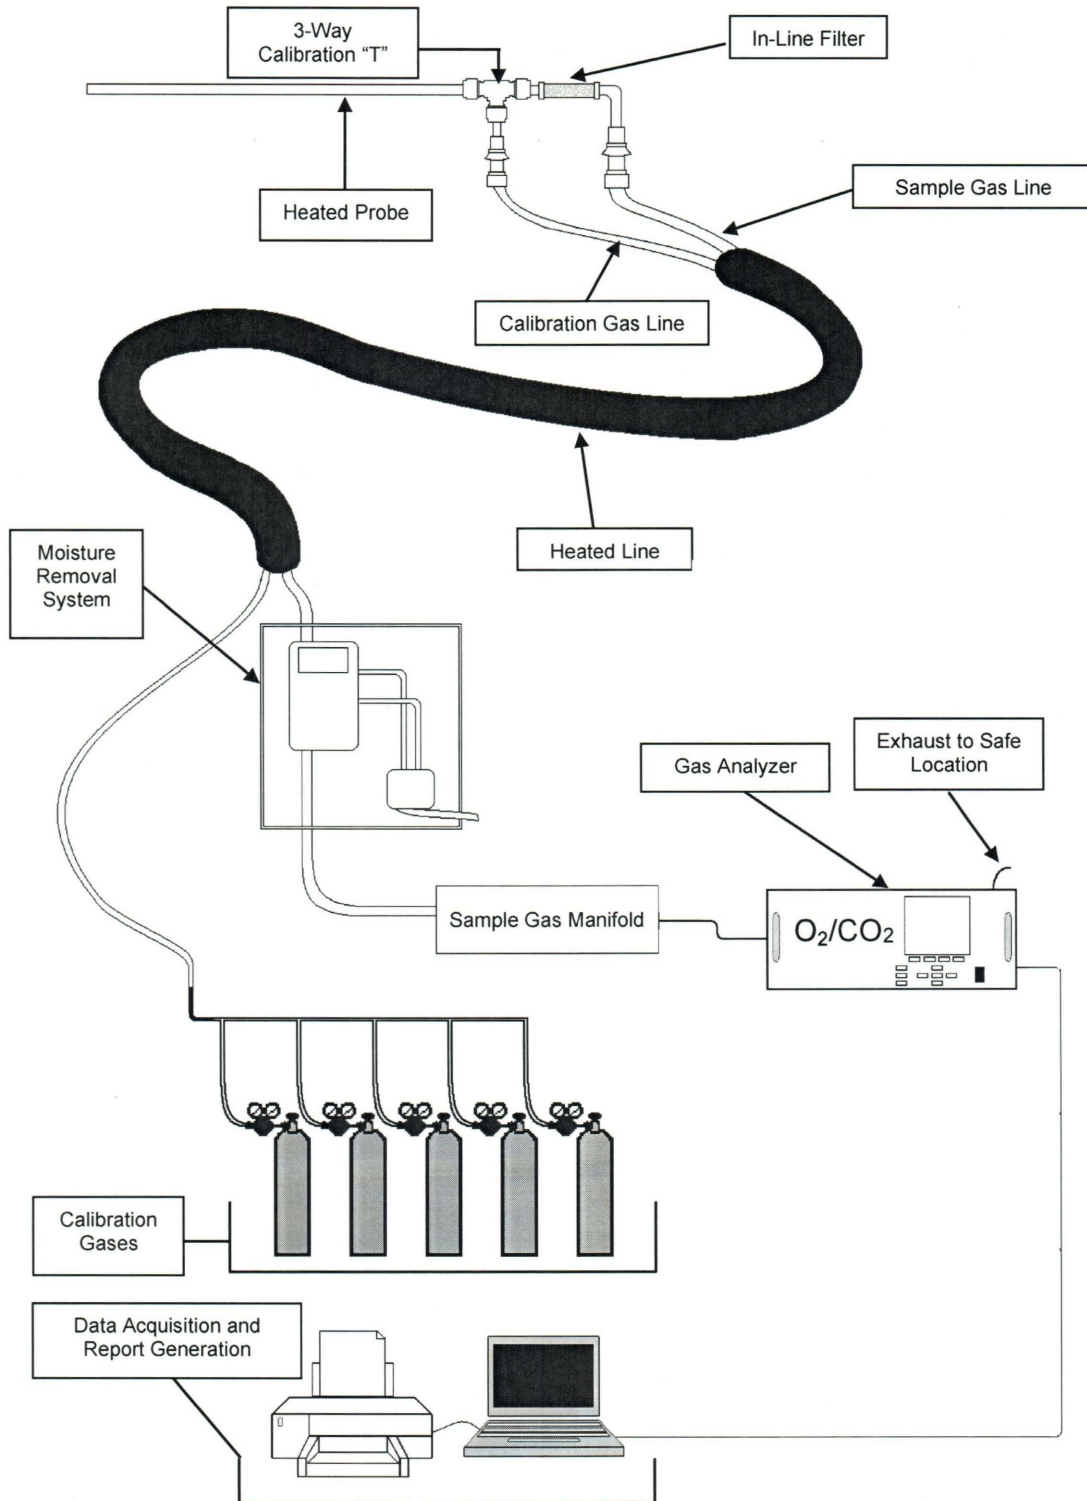 3-Way
Calibration “T”
In-Line Filter
Heated Probe
Sample Gas Line
Calibration Gas Line
Heated Line
Moisture
Removal
System
Gas Analyzer
Exhaust to Safe
Location
Sample Gas Manifold
O₂/CO₂
Calibration
Gases
Data Acquisition and
Report Generation